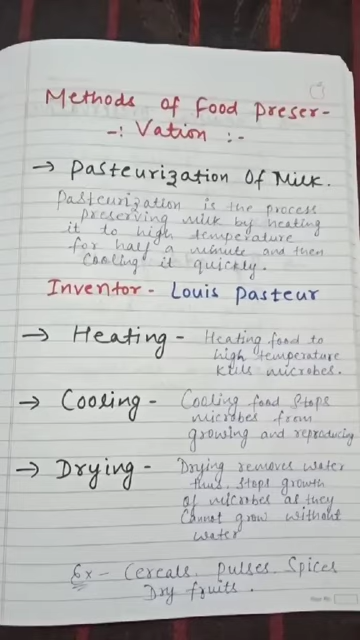 Methods of Food Preser-
-: Vation :-
→ Pasteurization Of Milk.
Pasteurization is the process
preserving milk by heating
it to high temperature
for half a minute and then
Cooling it quickly.
Inventor - Louis Pasteur
→ Heating - Heating food to
high temperature
kills microbes.
→ Cooling - Cooling food stops
microbes from
growing and reproducing
→ Drying - Drying removes water
thus, stops growth
of microbes as they
Cannot grow without
water
Ex - Cereals, Pulses Spices
Dry fruits.